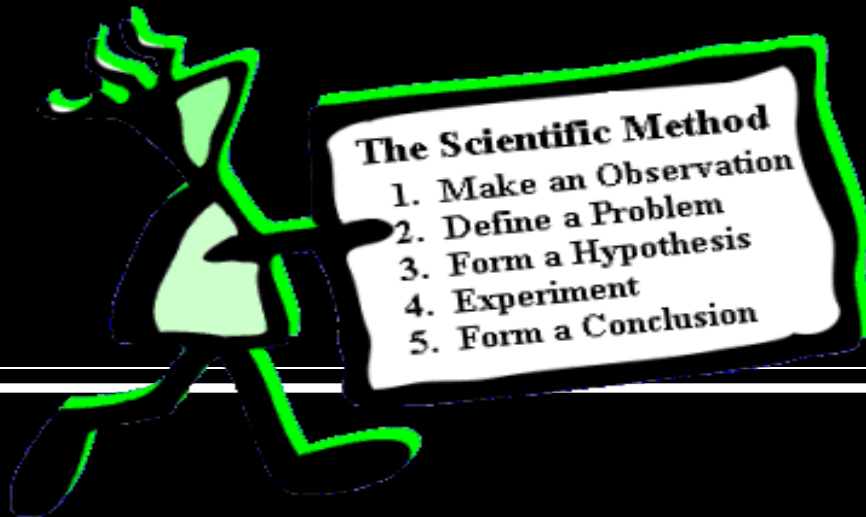 The Scientific Method
1. Make an Observation
2. Define a Problem
3. Form a Hypothesis
4. Experiment
5. Form a Conclusion